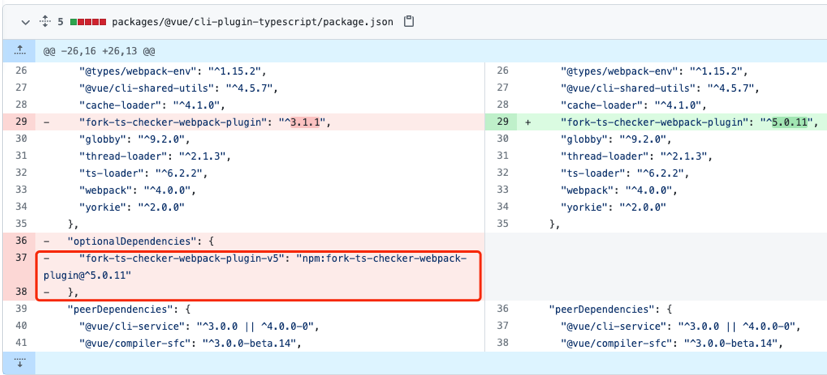 5 packages/@vue/cli-plugin-typescript/package.json
@@ -26,16 +26,13 @@
26 "@types/webpack-env": "^1.15.2",
27 "@vue/cli-shared-utils": "^4.5.7",
28 "cache-loader": "^4.1.0",
29 - "fork-ts-checker-webpack-plugin": "^3.1.1",
30 "globby": "^9.2.0",
31 "thread-loader": "^2.1.3",
32 "ts-loader": "^6.2.2",
33 "webpack": "^4.0.0",
34 "yorkie": "^2.0.0"
35 },
36 - "optionalDependencies": {
37 - "fork-ts-checker-webpack-plugin-v5": "npm:fork-ts-checker-webpack-
plugin@^5.0.11"
38 - },
39 "peerDependencies": {
40 "@vue/cli-service": "^3.0.0 || ^4.0.0-0",
41 "@vue/compiler-sfc": "^3.0.0-beta.14",
26 "@types/webpack-env": "^1.15.2",
27 "@vue/cli-shared-utils": "^4.5.7",
28 "cache-loader": "^4.1.0",
29 + "fork-ts-checker-webpack-plugin": "^5.0.11",
30 "globby": "^9.2.0",
31 "thread-loader": "^2.1.3",
32 "ts-loader": "^6.2.2",
33 "webpack": "^4.0.0",
34 "yorkie": "^2.0.0"
35 },
36 "peerDependencies": {
37 "@vue/cli-service": "^3.0.0 || ^4.0.0-0",
38 "@vue/compiler-sfc": "^3.0.0-beta.14",